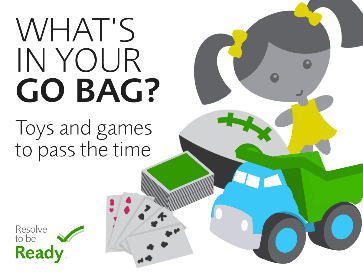 WHAT'S
IN YOUR
GO BAG?
Toys and games
to pass the time
Resolve
to be
Ready